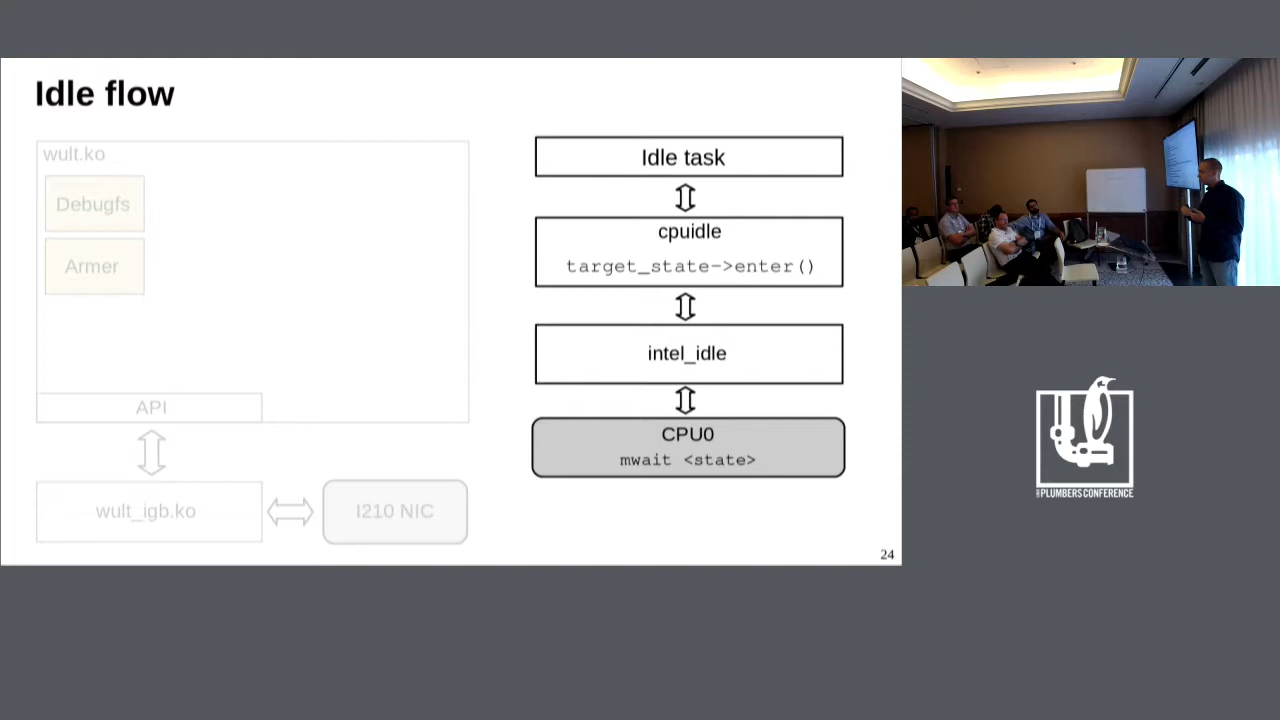 Idle flow
wult.ko
Debugfs
Armer
API
wult_igb.ko
I210 NIC
Idle task
cpuidle
target_state->enter()
intel_idle
CPU0
mwait <state>
24
PLUMBERS CONFERENCE